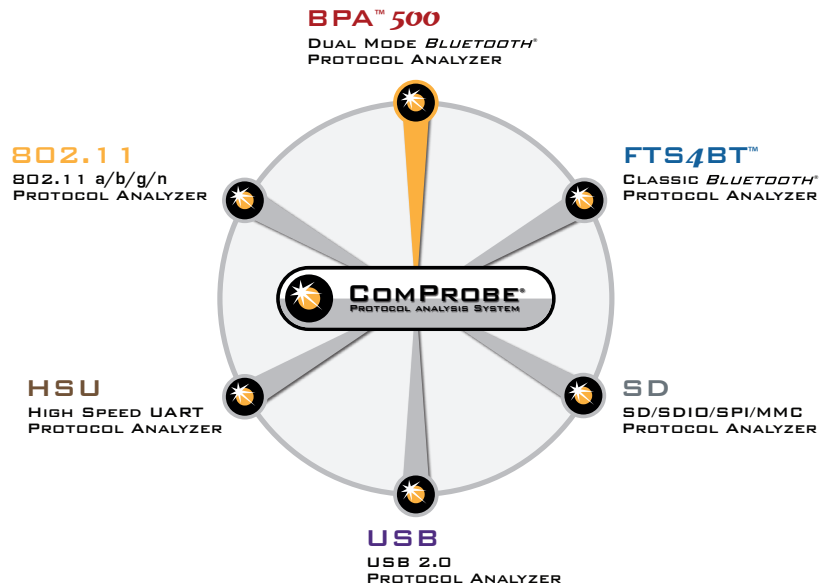 BPA™ 500
Dual Mode Bluetooth®
Protocol Analyzer
802.11
802.11 a/b/g/n
Protocol Analyzer
FTS4BT™
Classic Bluetooth®
Protocol Analyzer
ComProbe®
Protocol Analysis System
HSU
High Speed UART
Protocol Analyzer
SD
SD/SDIO/SPI/MMC
Protocol Analyzer
USB
USB 2.0
Protocol Analyzer